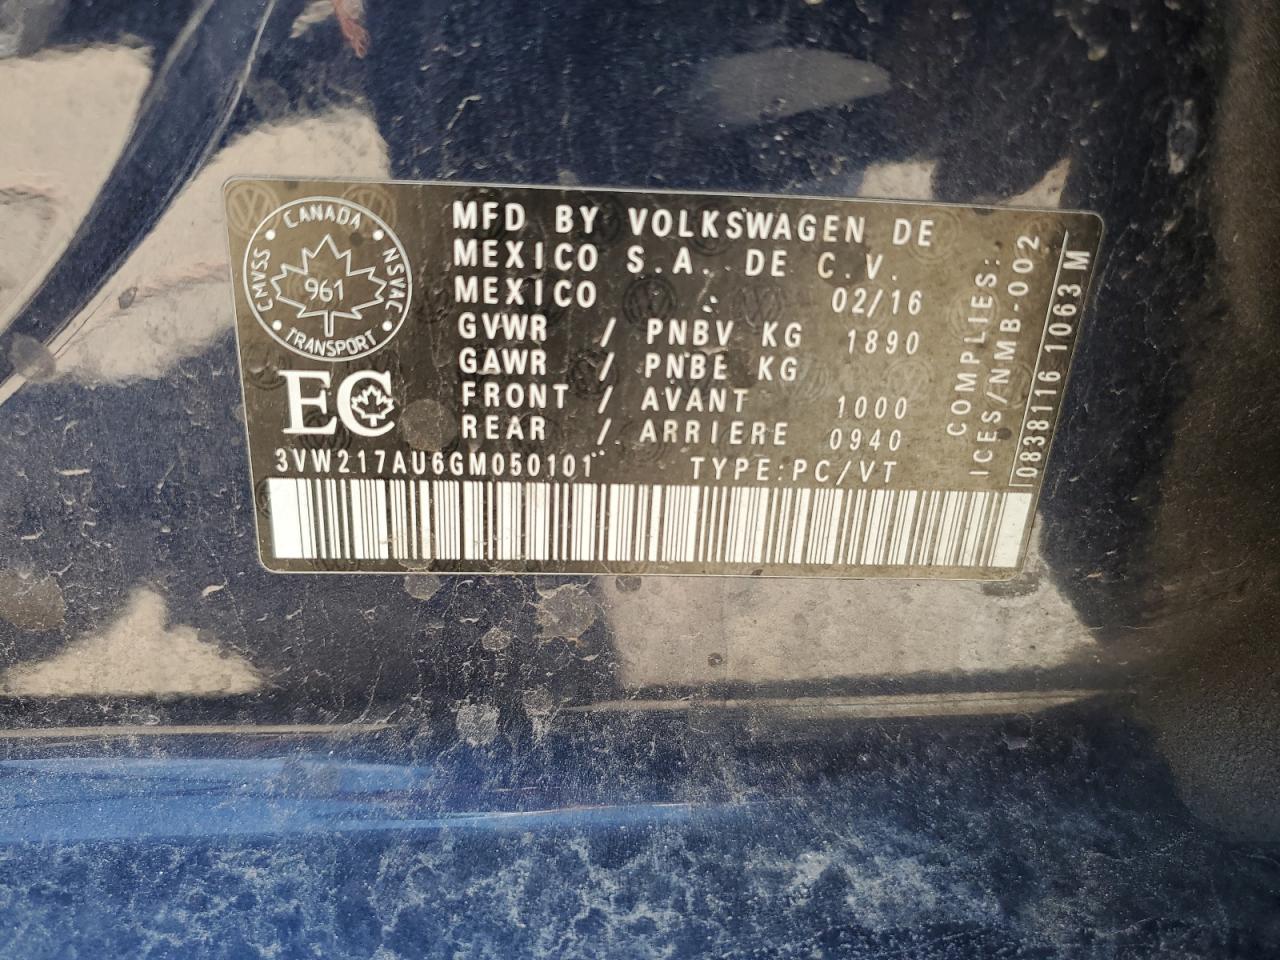 CANADA
CMVSS
NSVAC
961
TRANSPORT
EC
MFD BY VOLKSWAGEN DE
MEXICO S.A. DE C.V.
MEXICO 02/16
GVWR / PNBV KG 1890
GAWR / PNBE KG
FRONT / AVANT 1000
REAR / ARRIERE 0940
3VW217AU6GM050101 TYPE:PC/VT
COMPLIES:
ICES/NMB-002
0838116 1063 M